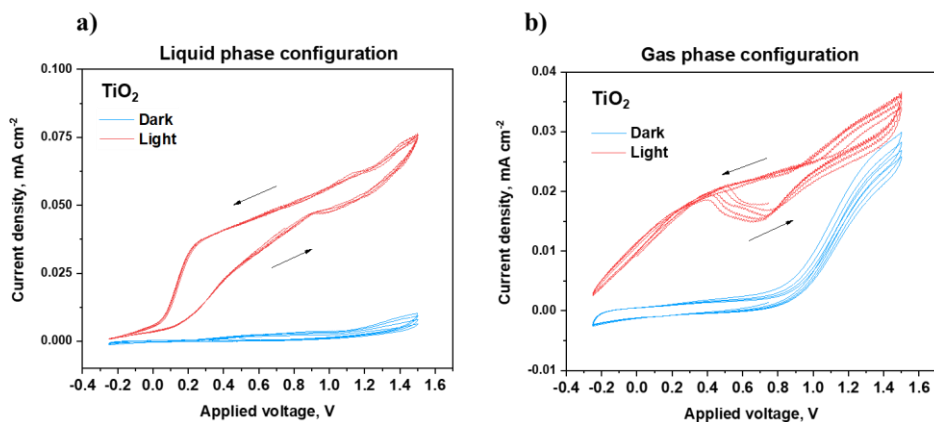 a)
Liquid phase configuration
0.100
0.075
0.050
0.025
0.000
TiO2
Dark
Light
Current density, mA cm-2
-0.4 -0.2 0.0 0.2 0.4 0.6 0.8 1.0 1.2 1.4 1.6
Applied voltage, V
b)
Gas phase configuration
0.04
0.03
0.02
0.01
0.00
-0.01
TiO2
Dark
Light
Current density, mA cm-2
-0.4 -0.2 0.0 0.2 0.4 0.6 0.8 1.0 1.2 1.4 1.6
Applied voltage, V